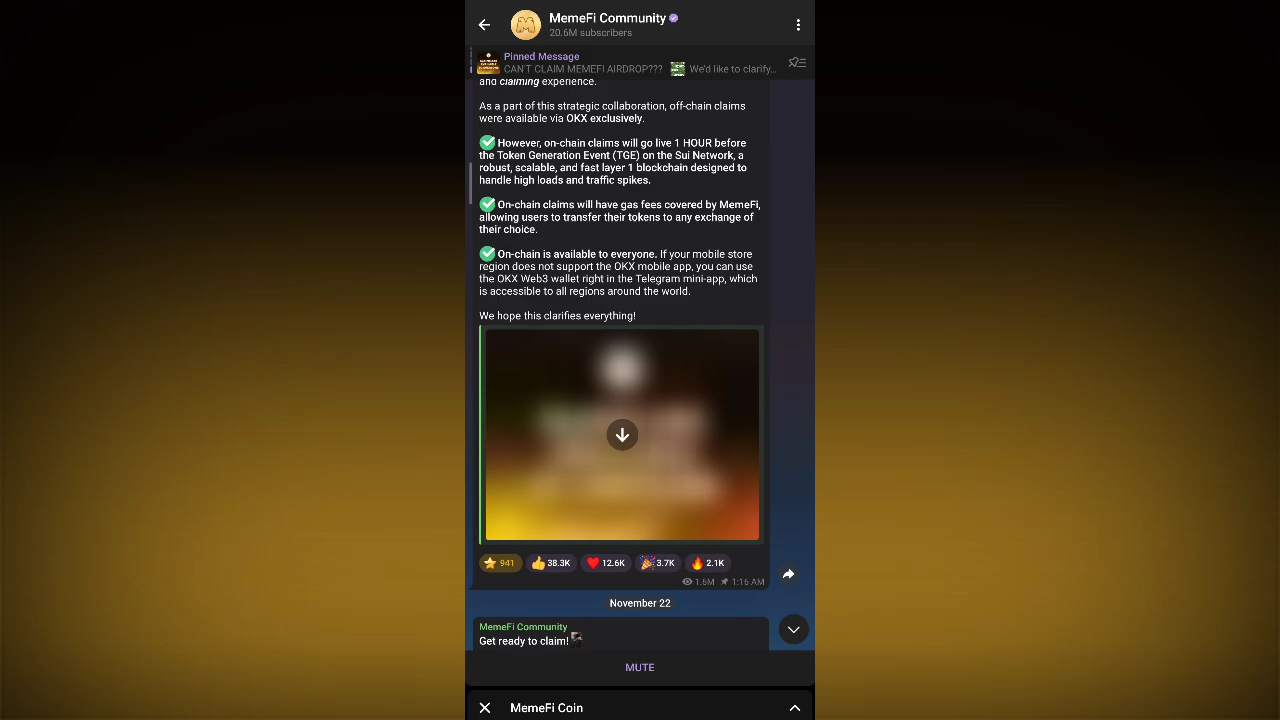 MemeFi Community
20.6M subscribers
Pinned Message
CAN'T CLAIM MEMEFI AIRDROP??? We'd like to clarify...
and claiming experience.
As a part of this strategic collaboration, off-chain claims
were available via OKX exclusively.
However, on-chain claims will go live 1 HOUR before
the Token Generation Event (TGE) on the Sui Network, a
robust, scalable, and fast layer 1 blockchain designed to
handle high loads and traffic spikes.
On-chain claims will have gas fees covered by MemeFi,
allowing users to transfer their tokens to any exchange of
their choice.
On-chain is available to everyone. If your mobile store
region does not support the OKX mobile app, you can use
the OKX Web3 wallet right in the Telegram mini-app, which
is accessible to all regions around the world.
We hope this clarifies everything!
941 38.3K 12.6K 3.7K 2.1K
1.6M 1:16 AM
November 22
MemeFi Community
Get ready to claim!
MUTE
MemeFi Coin